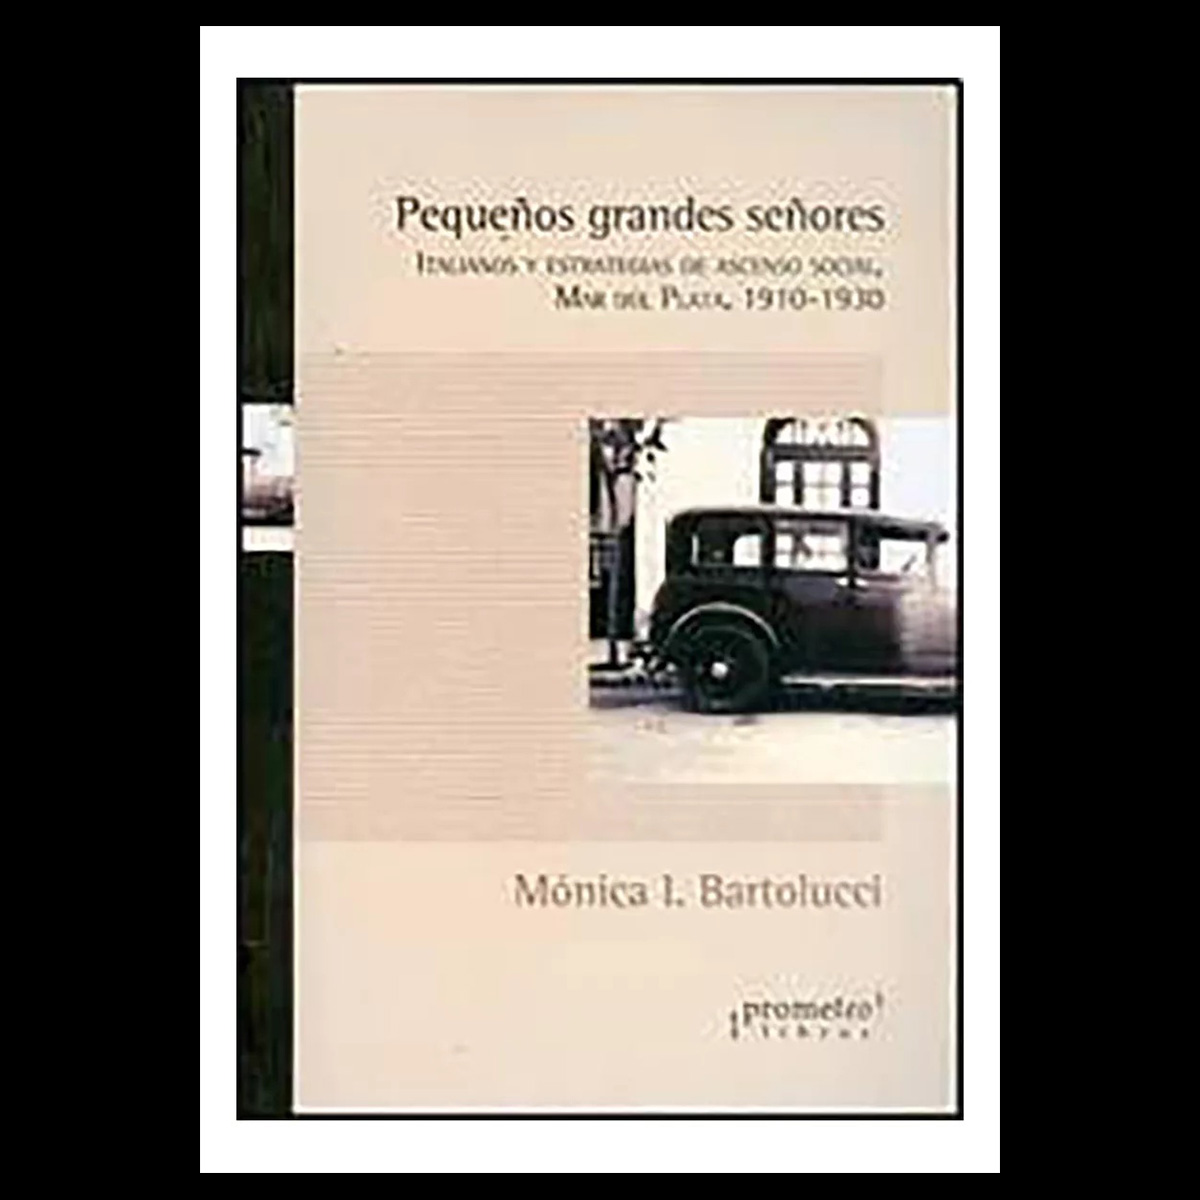 Pequeños grandes señores
Italianos y estrategias de ascenso social,
Mar del Plata, 1910-1930
Mónica I. Bartolucci
prometeo
libros